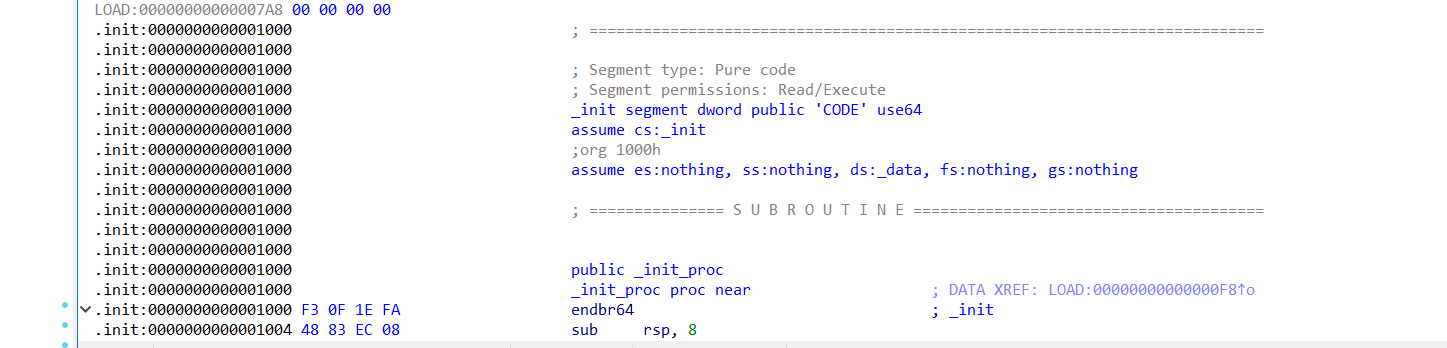 LOAD:00000000000007A8 00 00 00 00
.init:0000000000001000 ; ===========================================================================
.init:0000000000001000
.init:0000000000001000 ; Segment type: Pure code
.init:0000000000001000 ; Segment permissions: Read/Execute
.init:0000000000001000 _init segment dword public 'CODE' use64
.init:0000000000001000 assume cs:_init
.init:0000000000001000 ;org 1000h
.init:0000000000001000 assume es:nothing, ss:nothing, ds:_data, fs:nothing, gs:nothing
.init:0000000000001000
.init:0000000000001000 ; =============== S U B R O U T I N E =======================================
.init:0000000000001000
.init:0000000000001000
.init:0000000000001000 public _init_proc
.init:0000000000001000 _init_proc proc near ; DATA XREF: LOAD:00000000000000F8↑o
.init:0000000000001000 F3 0F 1E FA endbr64 ; _init
.init:0000000000001004 48 83 EC 08 sub rsp, 8